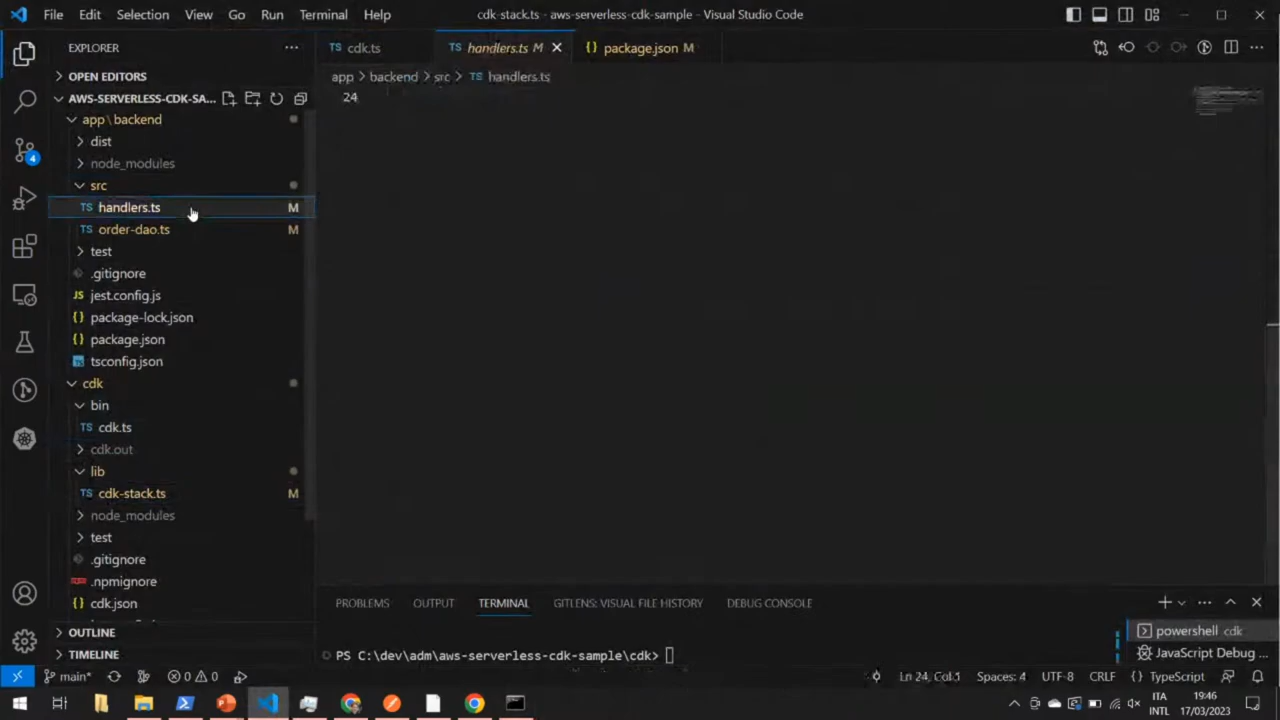 File Edit Selection View Go Run Terminal Help
cdk-stack.ts - aws-serverless-cdk-sample - Visual Studio Code
EXPLORER
OPEN EDITORS
AWS-SERVERLESS-CDK-SA...
app\backend
dist
node_modules
src
TS handlers.ts M
TS order-dao.ts M
test
.gitignore
JS jest.config.js
{} package-lock.json
{} package.json
tsconfig.json
cdk
bin
TS cdk.ts
cdk.out
lib
TS cdk-stack.ts M
node_modules
test
.gitignore
.npmignore
{} cdk.json
OUTLINE
TIMELINE
4
TS cdk.ts
TS handlers.ts M
{} package.json M
app > backend > src > TS handlers.ts
24
PROBLEMS OUTPUT TERMINAL GITLENS: VISUAL FILE HISTORY DEBUG CONSOLE
PS C:\dev\adm\aws-serverless-cdk-sample\cdk>
powershell cdk
JavaScript Debug ...
main* 0 0
Spaces: 4 UTF-8 CRLF {} TypeScript
ITA
INTL
19:46
17/03/2023